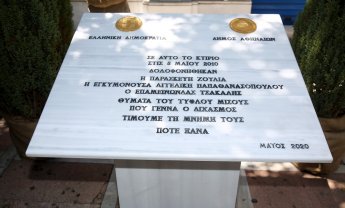 ΕΛΛΗΝΙΚΗ ΔΗΜΟΚΡΑΤΙΑ
ΔΗΜΟΣ ΑΘΗΝΑΙΩΝ
ΣΕ ΑΥΤΟ ΤΟ ΚΤΙΡΙΟ
ΣΤΙΣ 5 ΜΑΪΟΥ 2010
ΔΟΛΟΦΟΝΗΘΗΚΑΝ
Η ΠΑΡΑΣΚΕΥΗ ΖΟΥΛΙΑ
Η ΕΓΚΥΜΟΝΟΥΣΑ ΑΓΓΕΛΙΚΗ ΠΑΠΑΘΑΝΑΣΟΠΟΥΛΟΥ
Ο ΕΠΑΜΕΙΝΩΝΔΑΣ ΤΣΑΚΑΛΗΣ
ΘΥΜΑΤΑ ΤΟΥ ΤΥΦΛΟΥ ΜΙΣΟΥΣ
ΠΟΥ ΓΕΝΝΑ Ο ΔΙΧΑΣΜΟΣ
ΤΙΜΟΥΜΕ ΤΗ ΜΝΗΜΗ ΤΟΥΣ
ΠΟΤΕ ΞΑΝΑ
ΜΑΪΟΣ 2020